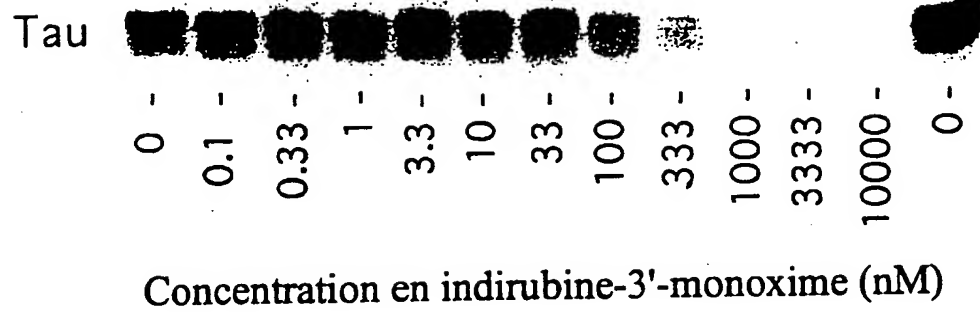 Tau
0 - 0.1 - 0.33 - 1 - 3.3 - 10 - 33 - 100 - 333 - 1000 - 3333 - 10000 - 0 -
Concentration en indirubine-3'-monoxime (nM)